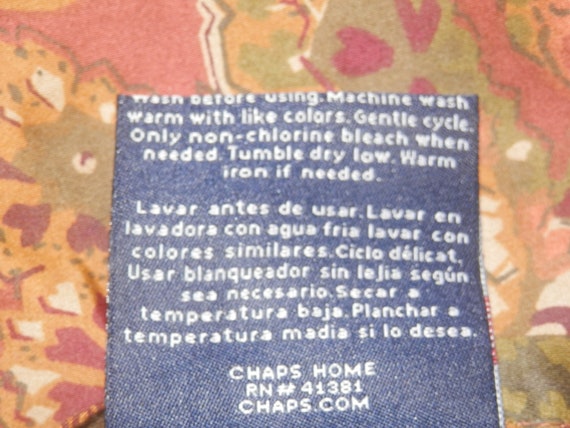 Wash before using. Machine wash
warm with like colors. Gentle cycle.
Only non-chlorine bleach when
needed. Tumble dry low. Warm
iron if needed.
Lavar antes de usar. Lavar en
lavadora con agua fria lavar con
colores similares. Ciclo délicat,
Usar blanqueador sin lejia según
sea necesario. Secar a
temperatura baja. Planchar a
temperatura madia si lo desea.
CHAPS HOME
RN# 41381
CHAPS.COM